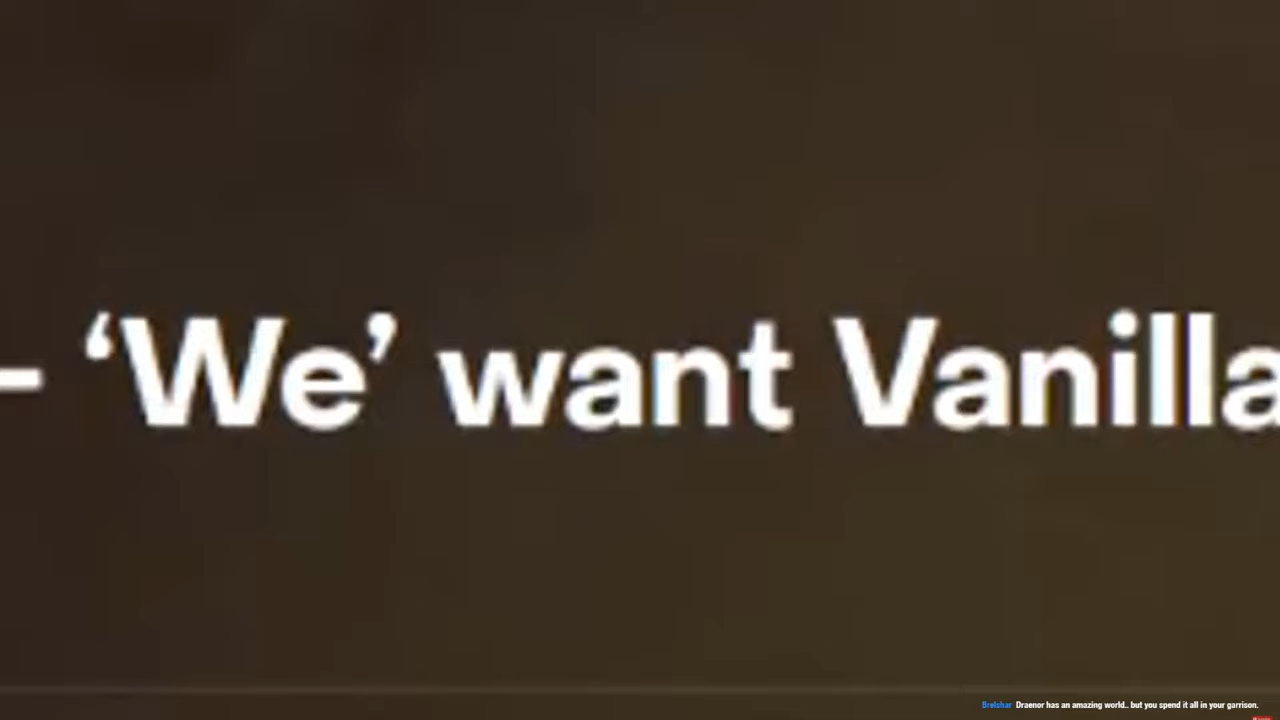 – ‘We’ want Vanilla
Brelshar Draenor has an amazing world.. but you spend it all in your garrison.